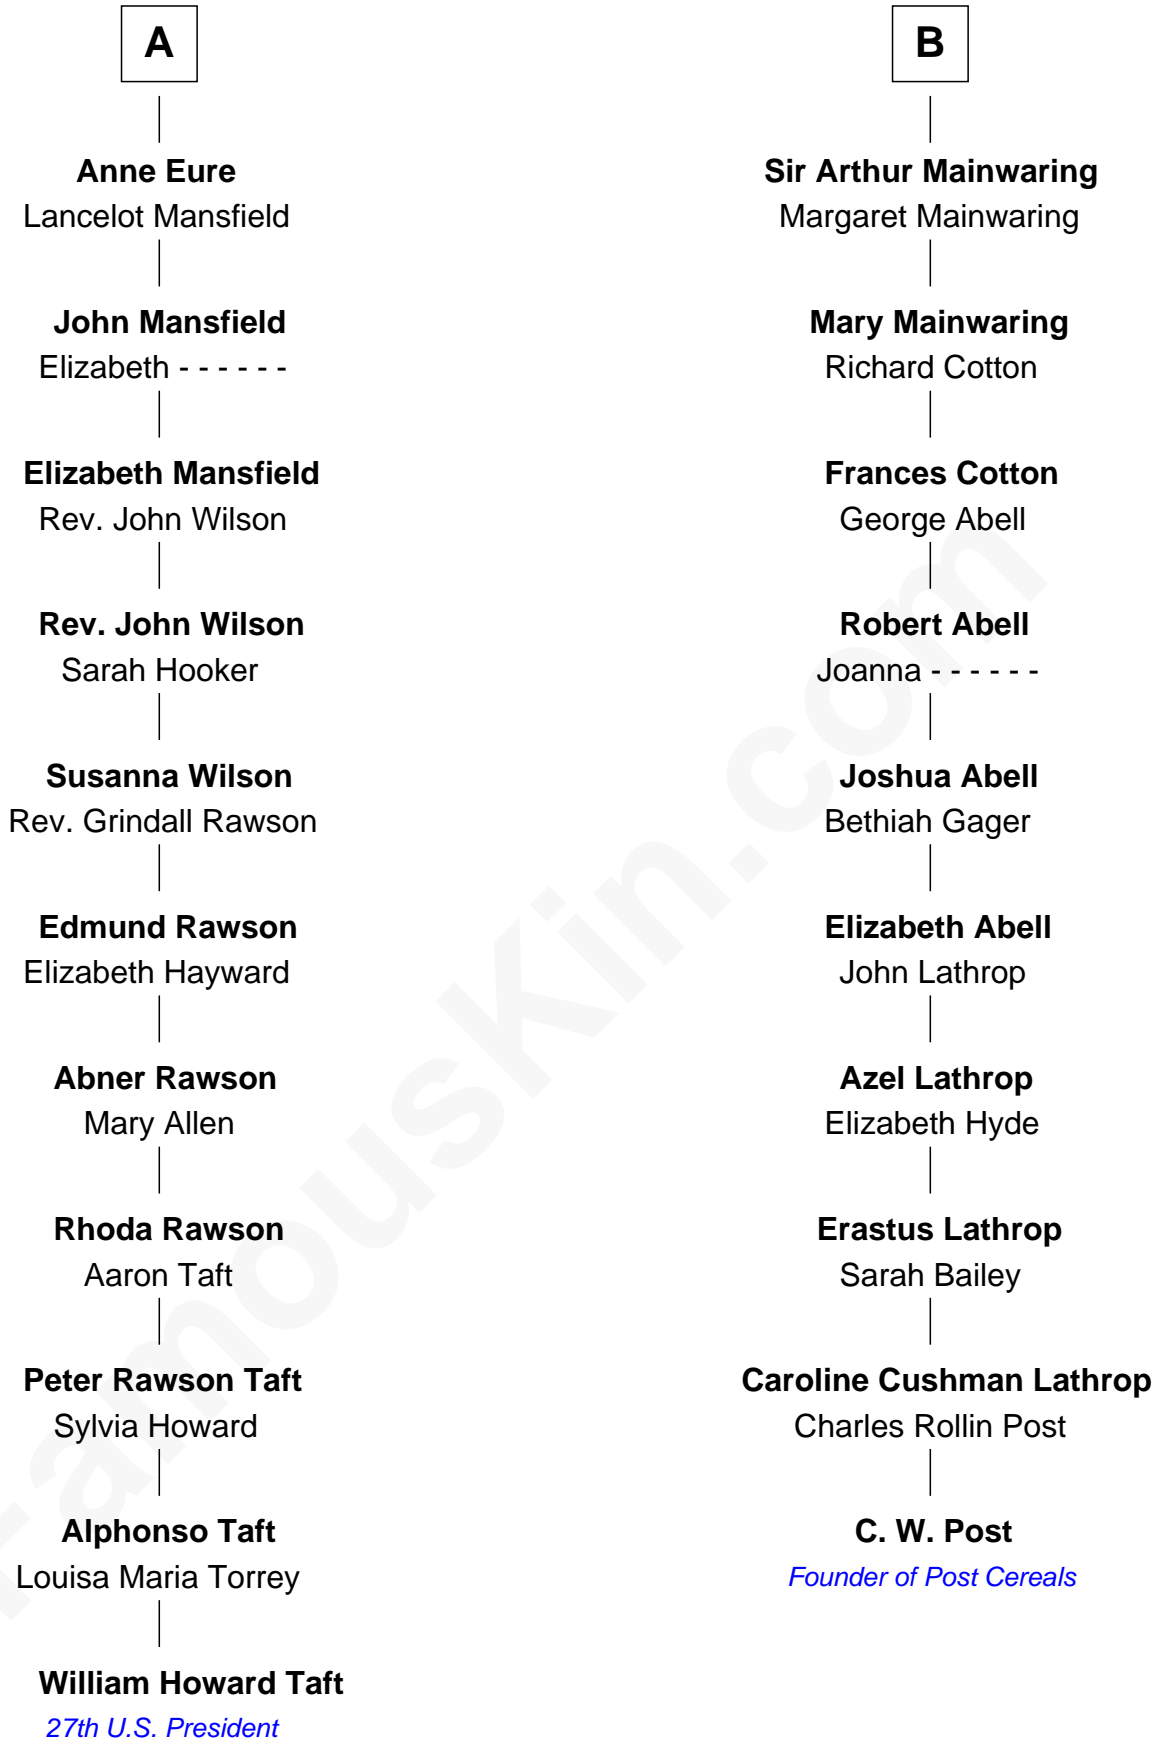 A
Anne Eure
Lancelot Mansfield
John Mansfield
Elizabeth - - - - - -
Elizabeth Mansfield
Rev. John Wilson
Rev. John Wilson
Sarah Hooker
Susanna Wilson
Rev. Grindall Rawson
Edmund Rawson
Elizabeth Hayward
Abner Rawson
Mary Allen
Rhoda Rawson
Aaron Taft
Peter Rawson Taft
Sylvia Howard
Alphonso Taft
Louisa Maria Torrey
William Howard Taft
27th U.S. President
B
Sir Arthur Mainwaring
Margaret Mainwaring
Mary Mainwaring
Richard Cotton
Frances Cotton
George Abell
Robert Abell
Joanna - - - - - -
Joshua Abell
Bethiah Gager
Elizabeth Abell
John Lathrop
Azel Lathrop
Elizabeth Hyde
Erastus Lathrop
Sarah Bailey
Caroline Cushman Lathrop
Charles Rollin Post
C. W. Post
Founder of Post Cereals
FamousKin.com